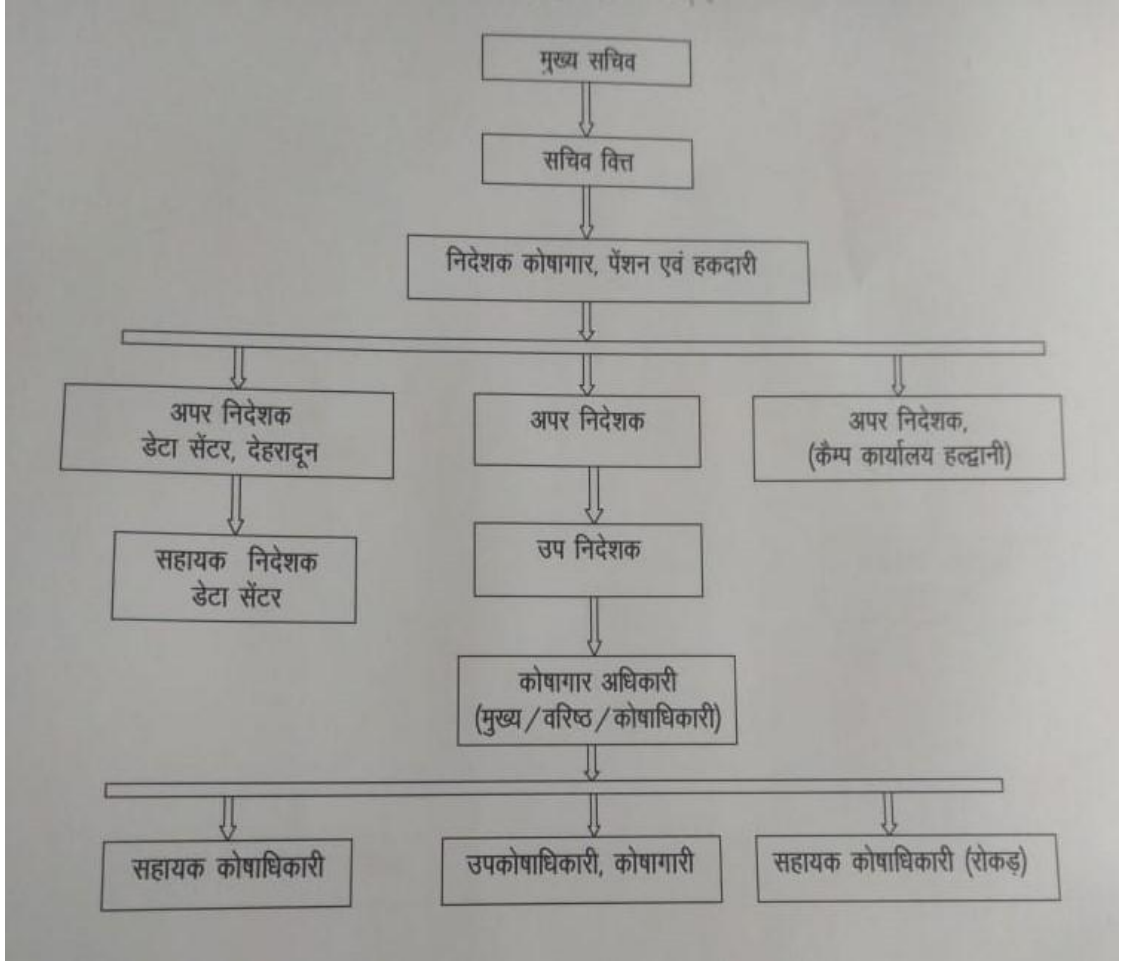 मुख्य सचिव
सचिव वित्त
निदेशक कोषागार, पेंशन एवं हकदारी
अपर निदेशक
डेटा सेंटर, देहरादून
अपर निदेशक
अपर निदेशक,
(कैम्प कार्यालय हल्द्वानी)
सहायक निदेशक
डेटा सेंटर
उप निदेशक
कोषागार अधिकारी
(मुख्य/वरिष्ठ/कोषाधिकारी)
सहायक कोषाधिकारी
उपकोषाधिकारी, कोषागारी
सहायक कोषाधिकारी (रोकड़)